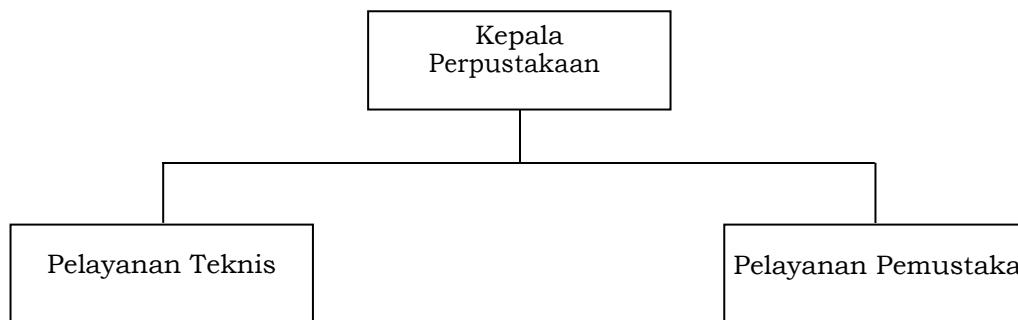 Kepala
Perpustakaan
Pelayanan Teknis
Pelayanan Pemustaka